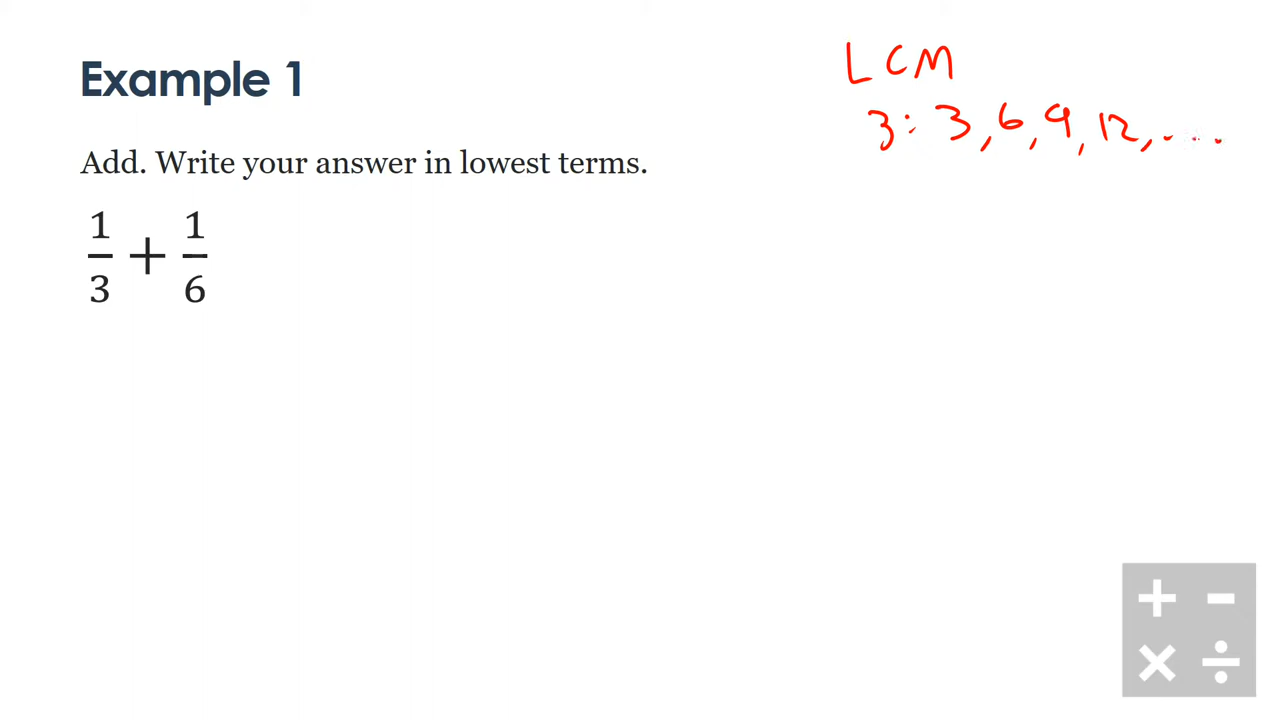 Example 1
LCM
3: 3, 6, 9, 12, ...
Add. Write your answer in lowest terms.
1/3 + 1/6
+ -
× ÷